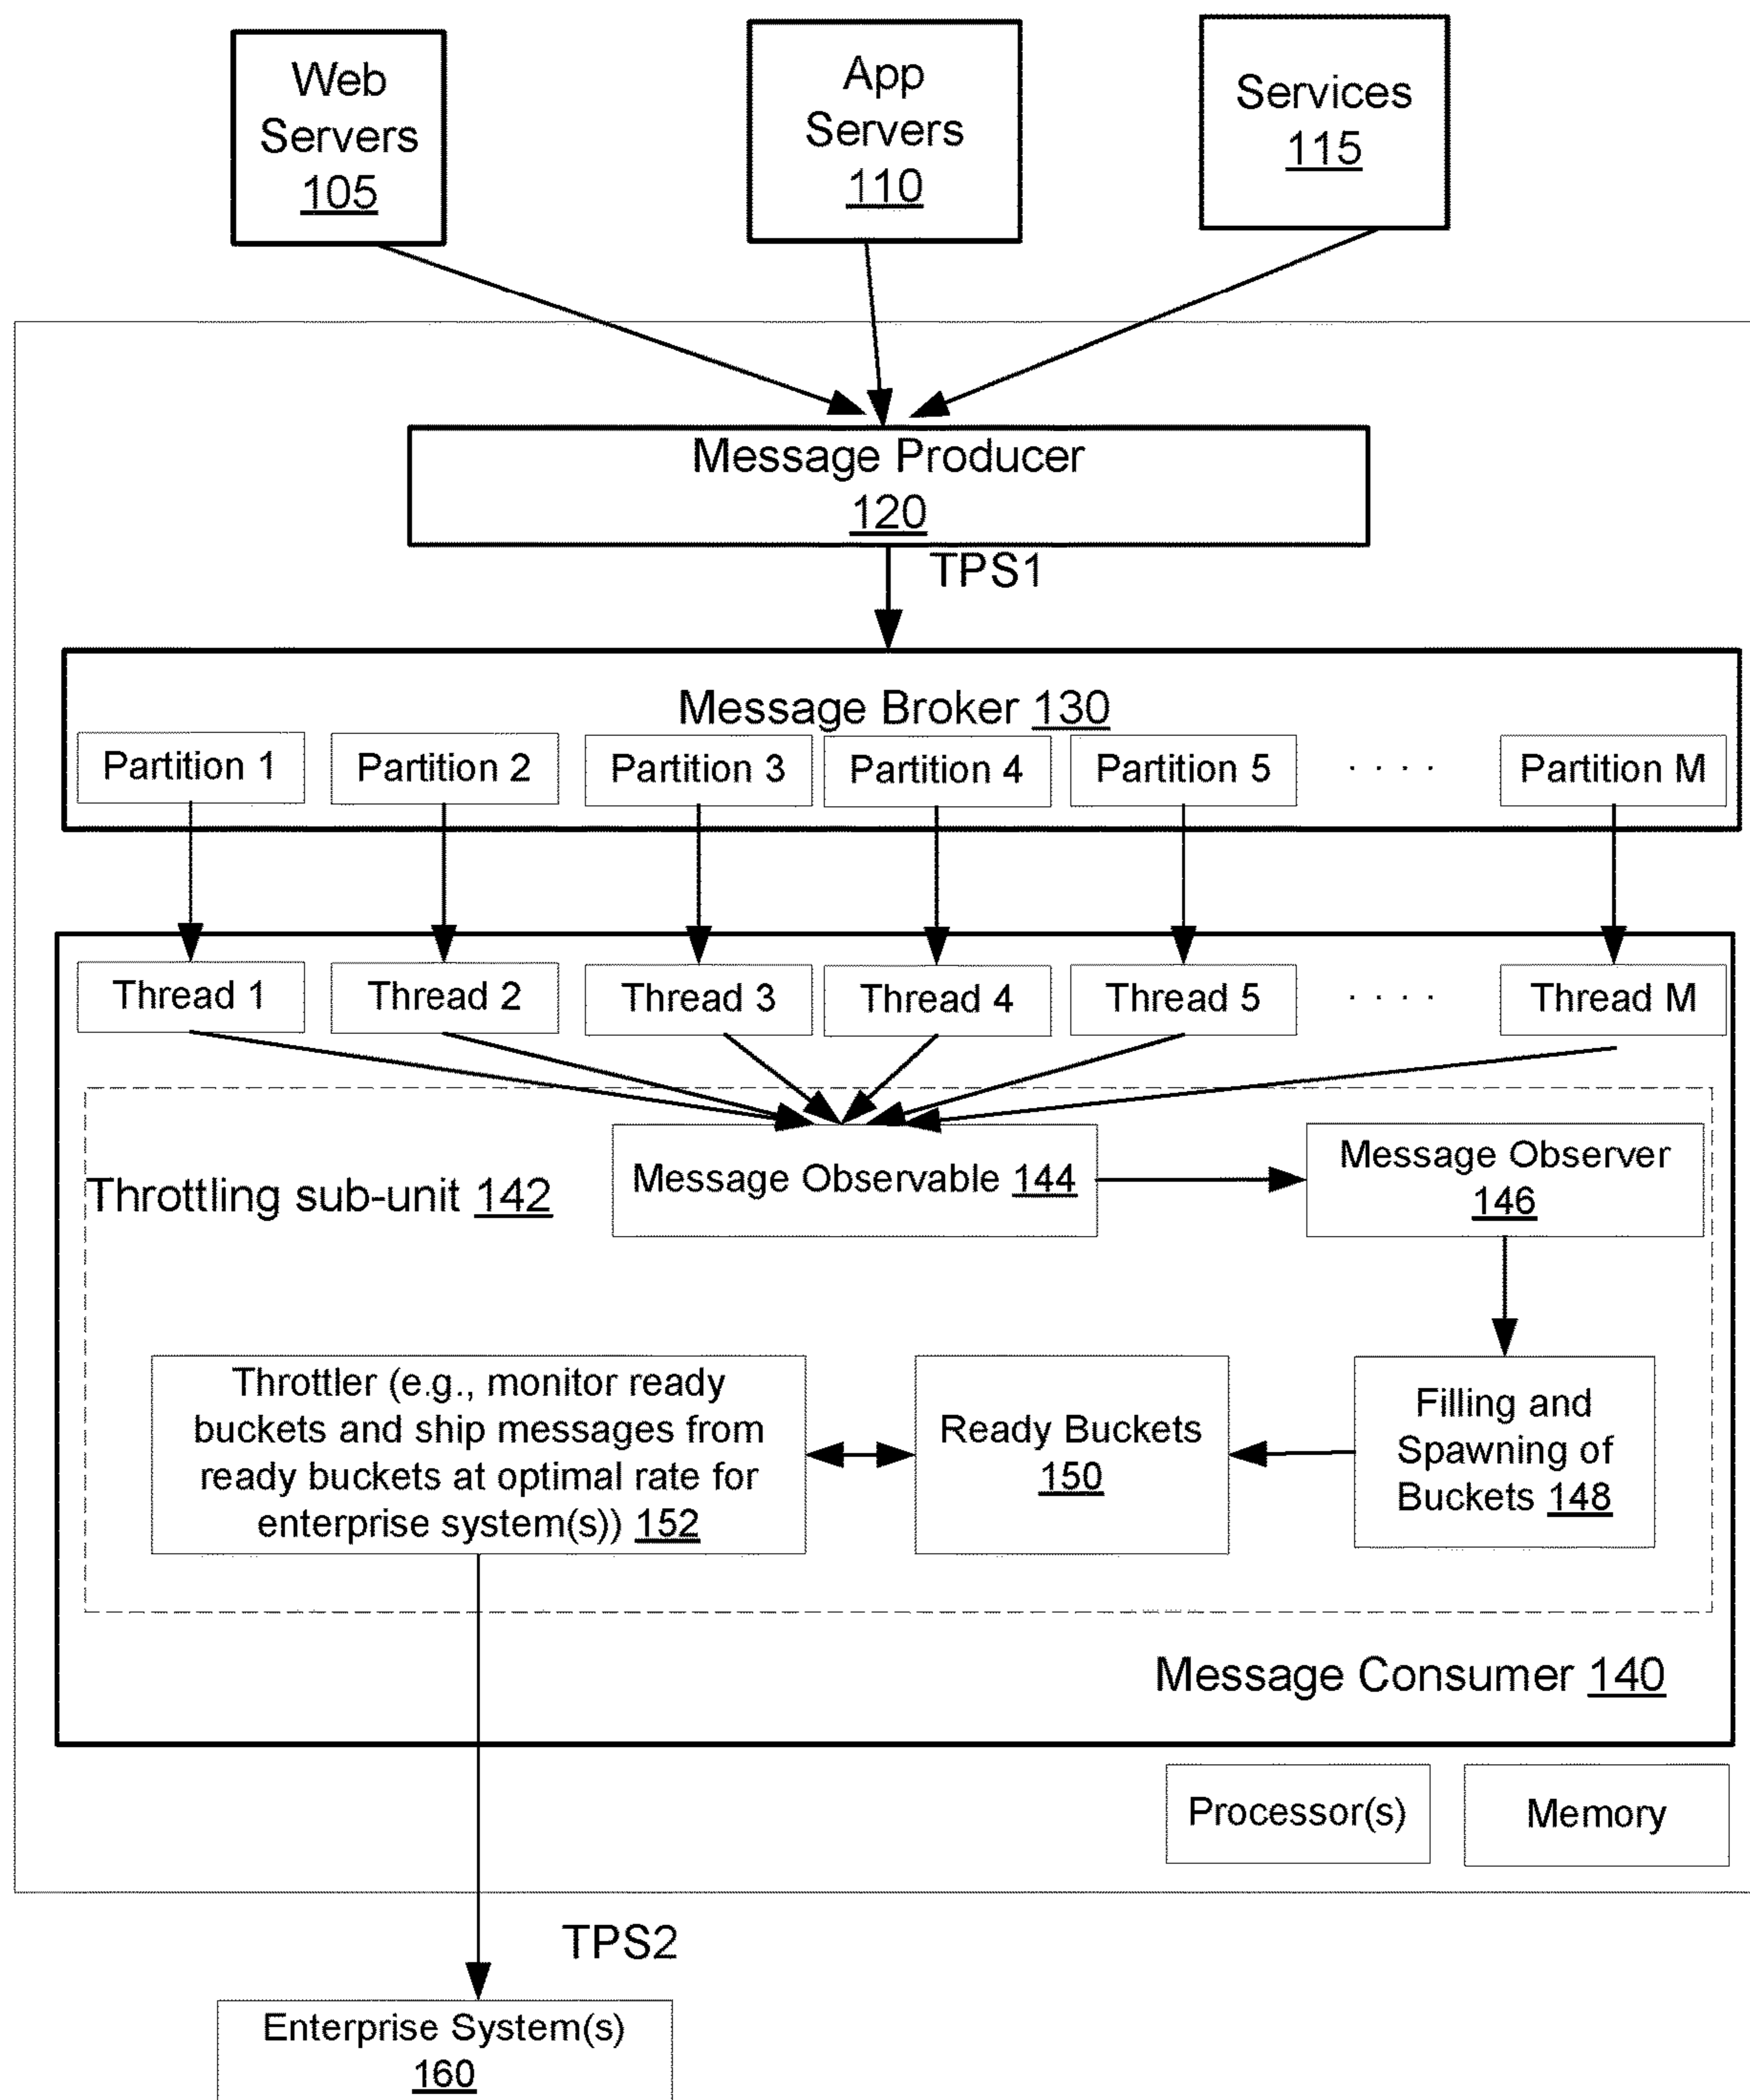 Web
Servers
105
App
Servers
110
Services
115
Message Producer
120
TPS1
Message Broker 130
Partition 1
Partition 2
Partition 3
Partition 4
Partition 5
. . . .
Partition M
Thread 1
Thread 2
Thread 3
Thread 4
Thread 5
. . . .
Thread M
Throttling sub-unit 142
Message Observable 144
Message Observer
146
Throttler (e.g., monitor ready
buckets and ship messages from
ready buckets at optimal rate for
enterprise system(s)) 152
Ready Buckets
150
Filling and
Spawning of
Buckets 148
Message Consumer 140
Processor(s)
Memory
TPS2
Enterprise System(s)
160